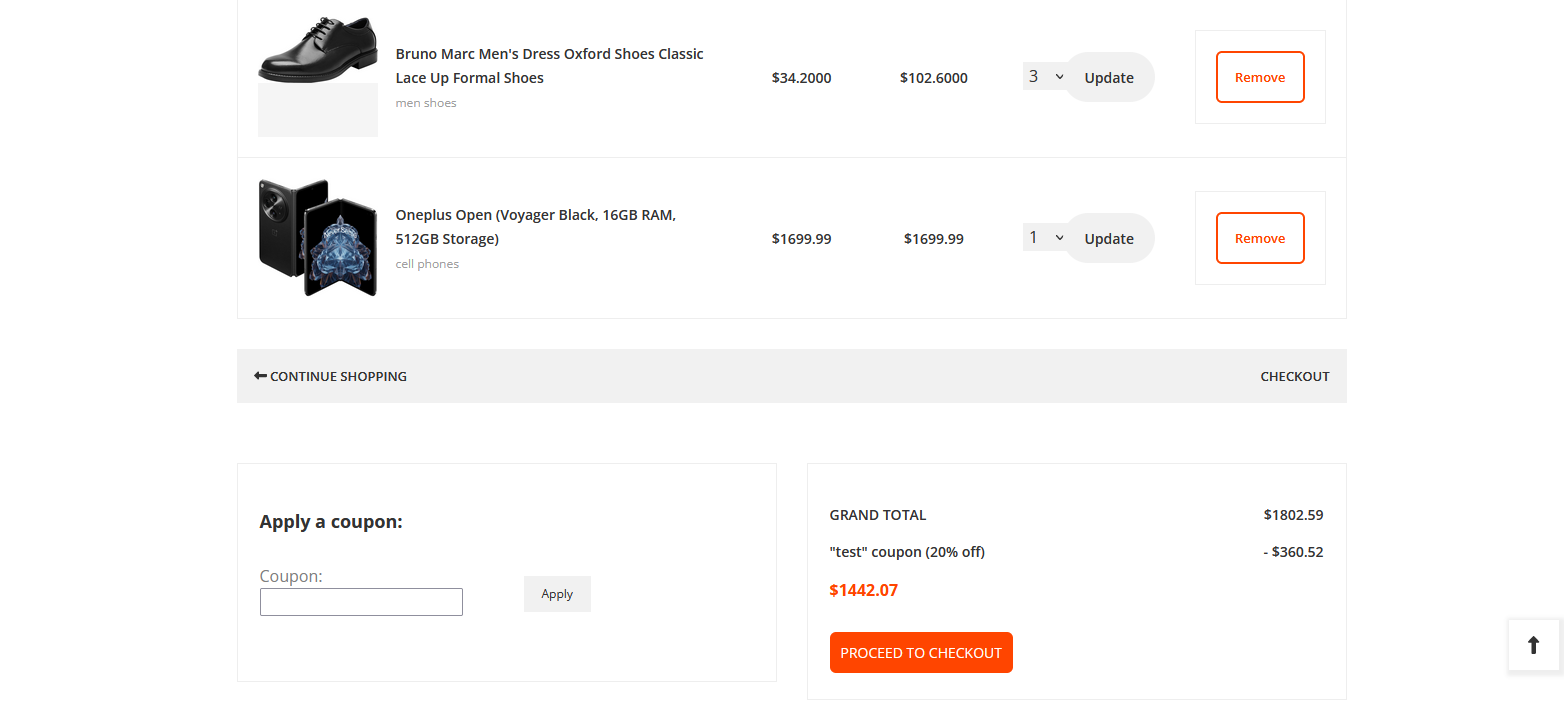 Bruno Marc Men's Dress Oxford Shoes Classic
Lace Up Formal Shoes
men shoes
$34.2000
$102.6000
3
Update
Remove
Oneplus Open (Voyager Black, 16GB RAM,
512GB Storage)
cell phones
$1699.99
$1699.99
1
Update
Remove
CONTINUE SHOPPING
CHECKOUT
Apply a coupon:
Coupon:
Apply
GRAND TOTAL
$1802.59
"test" coupon (20% off)
- $360.52
$1442.07
PROCEED TO CHECKOUT